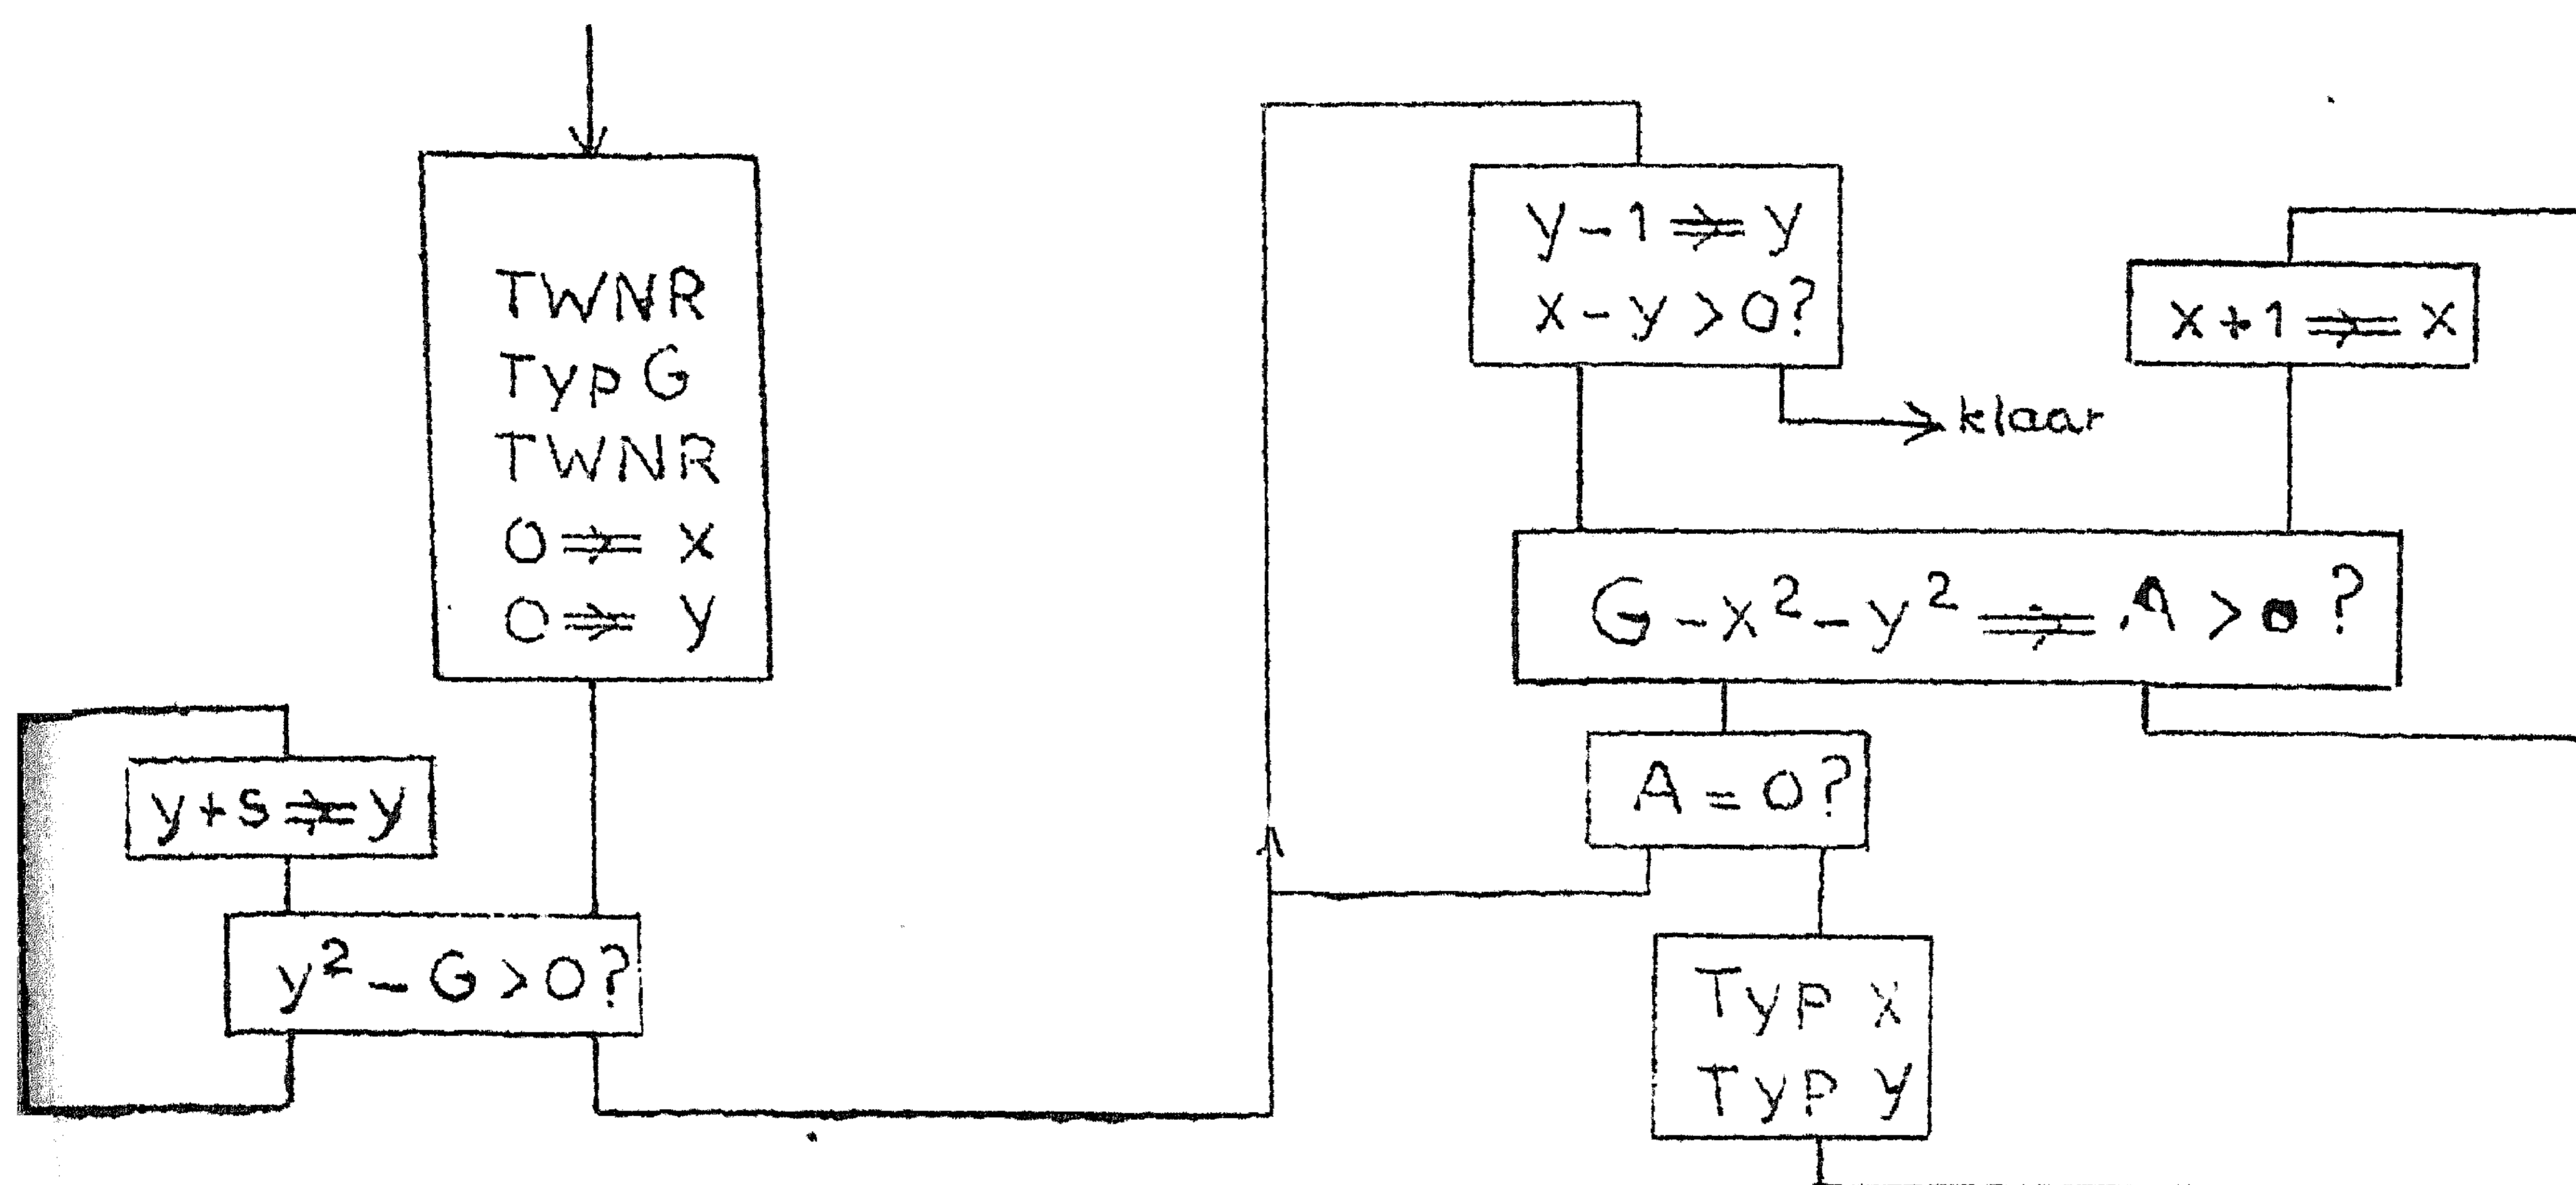 TWNR
Typ G
TWNR
0 ⇒ x
0 ⇒ y
y + s ⇒ y
y² - G > 0?
y - 1 ⇒ y
x - y > 0?
klaar
x + 1 ⇒ x
G - x² - y² ⇒ A > 0 ?
A = 0?
Typ x
Typ y